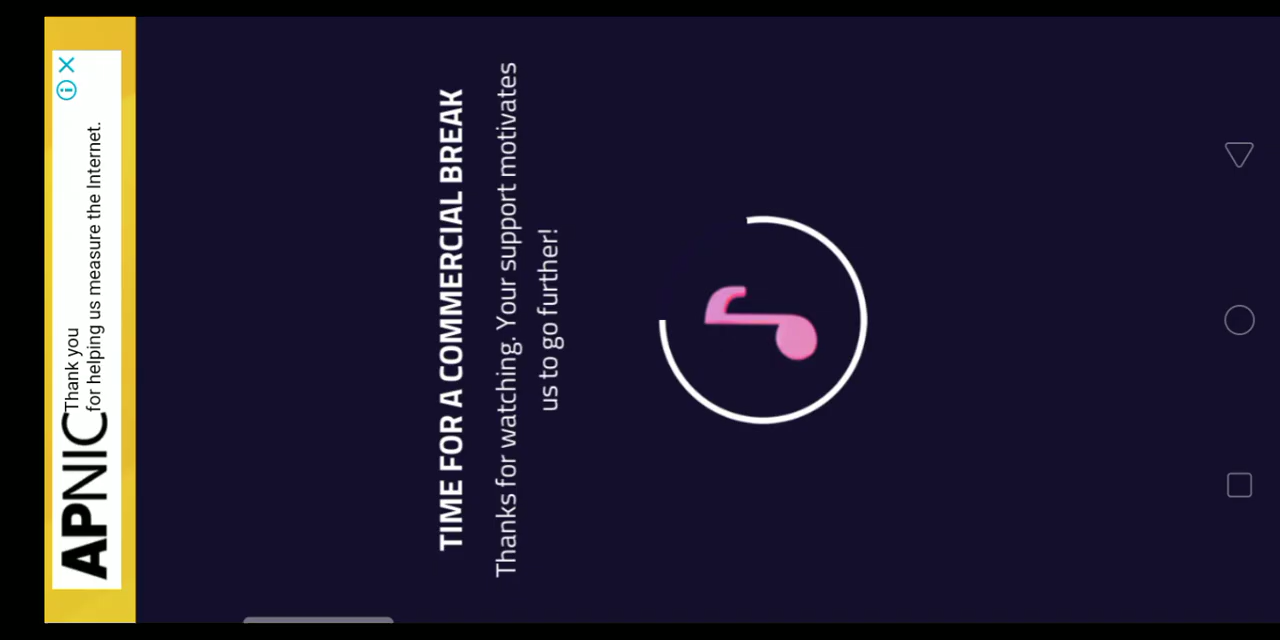 APNIC
Thank you
for helping us measure the Internet.
TIME FOR A COMMERCIAL BREAK
Thanks for watching. Your support motivates
us to go further!